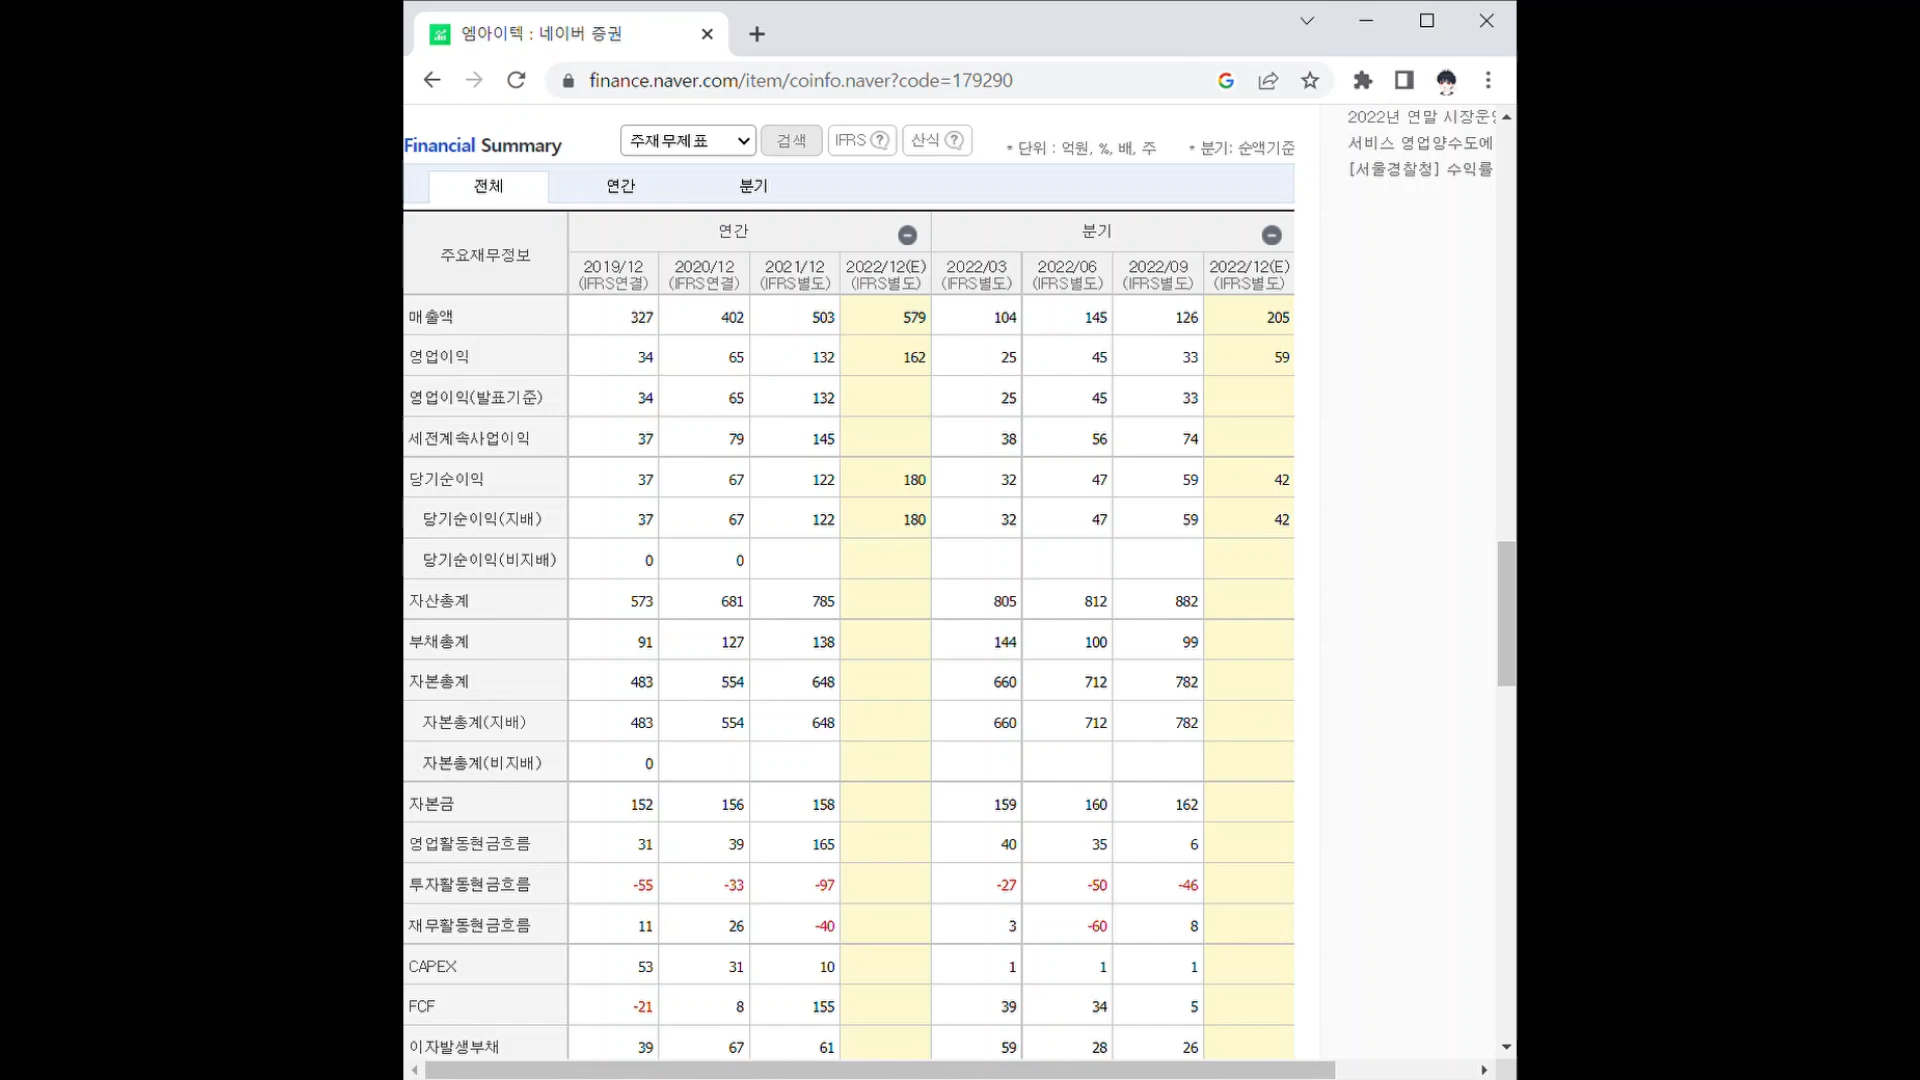 엠아이텍 : 네이버 증권
finance.naver.com/item/coinfo.naver?code=179290
2022년 연말 시장운영
서비스 영업양수도에
[서울경찰청] 수익률
Financial Summary 주재무제표 검색 IFRS ? 산식 ? * 단위 : 억원, %, 배, 주 * 분기: 순액기준
전체 연간 분기
주요재무정보 연간 분기
2019/12 2020/12 2021/12 2022/12(E) 2022/03 2022/06 2022/09 2022/12(E)
(IFRS연결) (IFRS연결) (IFRS별도) (IFRS별도) (IFRS별도) (IFRS별도) (IFRS별도) (IFRS별도)
매출액 327 402 503 579 104 145 126 205
영업이익 34 65 132 162 25 45 33 59
영업이익(발표기준) 34 65 132 25 45 33
세전계속사업이익 37 79 145 38 56 74
당기순이익 37 67 122 180 32 47 59 42
당기순이익(지배) 37 67 122 180 32 47 59 42
당기순이익(비지배) 0 0
자산총계 573 681 785 805 812 882
부채총계 91 127 138 144 100 99
자본총계 483 554 648 660 712 782
자본총계(지배) 483 554 648 660 712 782
자본총계(비지배) 0
자본금 152 156 158 159 160 162
영업활동현금흐름 31 39 165 40 35 6
투자활동현금흐름 -55 -33 -97 -27 -50 -46
재무활동현금흐름 11 26 -40 3 -60 8
CAPEX 53 31 10 1 1 1
FCF -21 8 155 39 34 5
이자발생부채 39 67 61 59 28 26